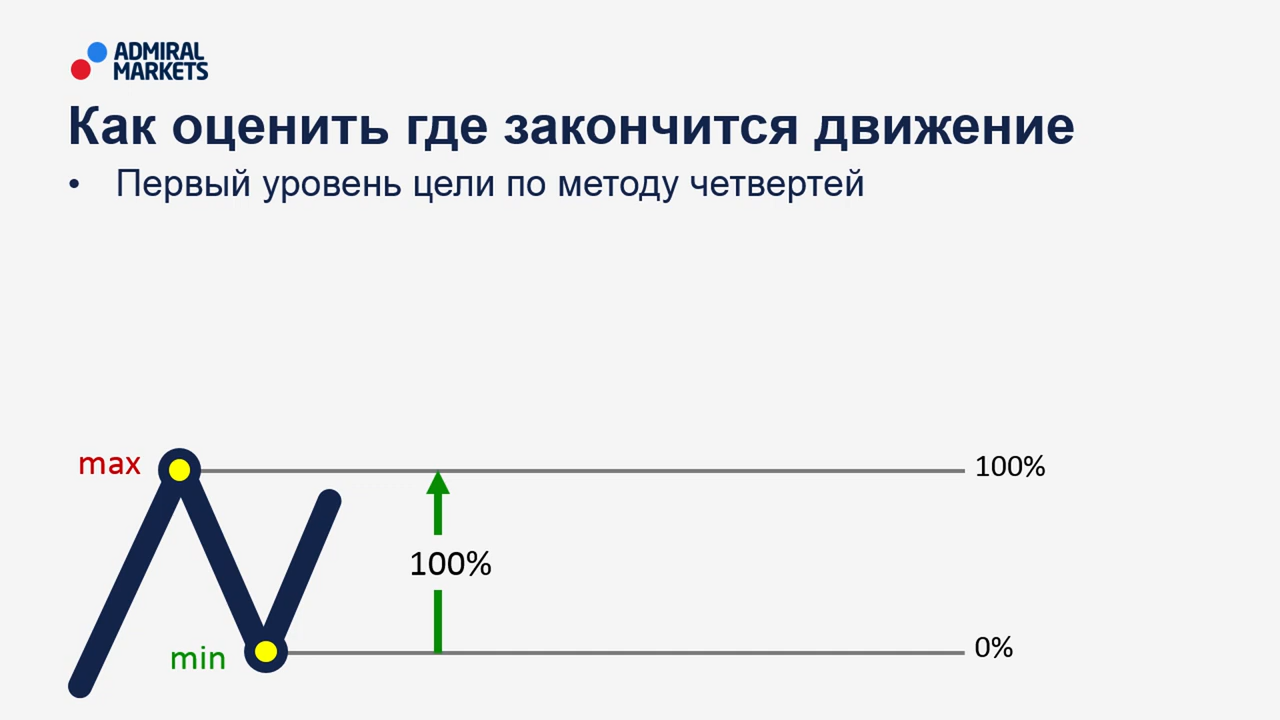 ADMIRAL
MARKETS
Как оценить где закончится движение
• Первый уровень цели по методу четвертей
max
100%
100%
min
0%